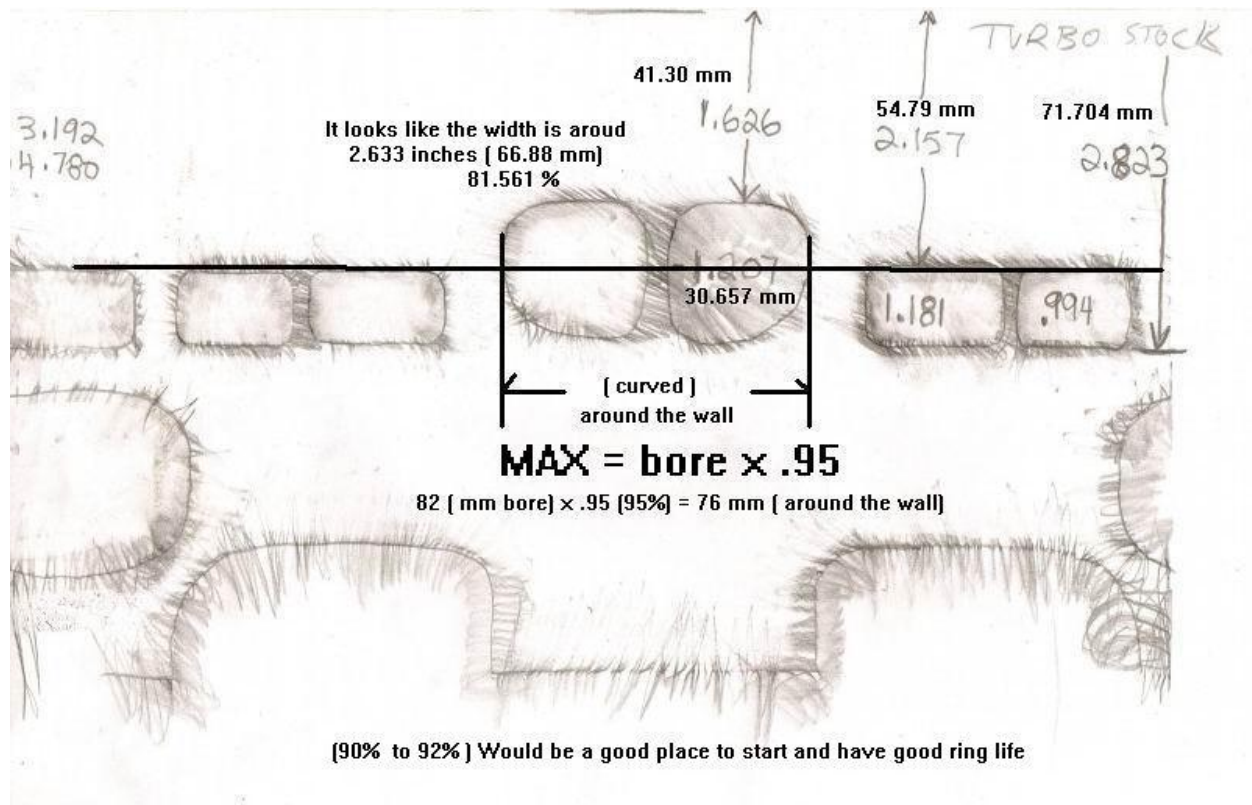 TURBO STOCK
41.30 mm
1.626
54.79 mm
2.157
71.704 mm
2.823
3.192
4.780
It looks like the width is aroud
2.633 inches ( 66.88 mm)
81.561 %
1.207
30.657 mm
1.181
.994
( curved )
around the wall
MAX = bore x .95
82 ( mm bore) x .95 (95%) = 76 mm ( around the wall)
(90% to 92% ) Would be a good place to start and have good ring life